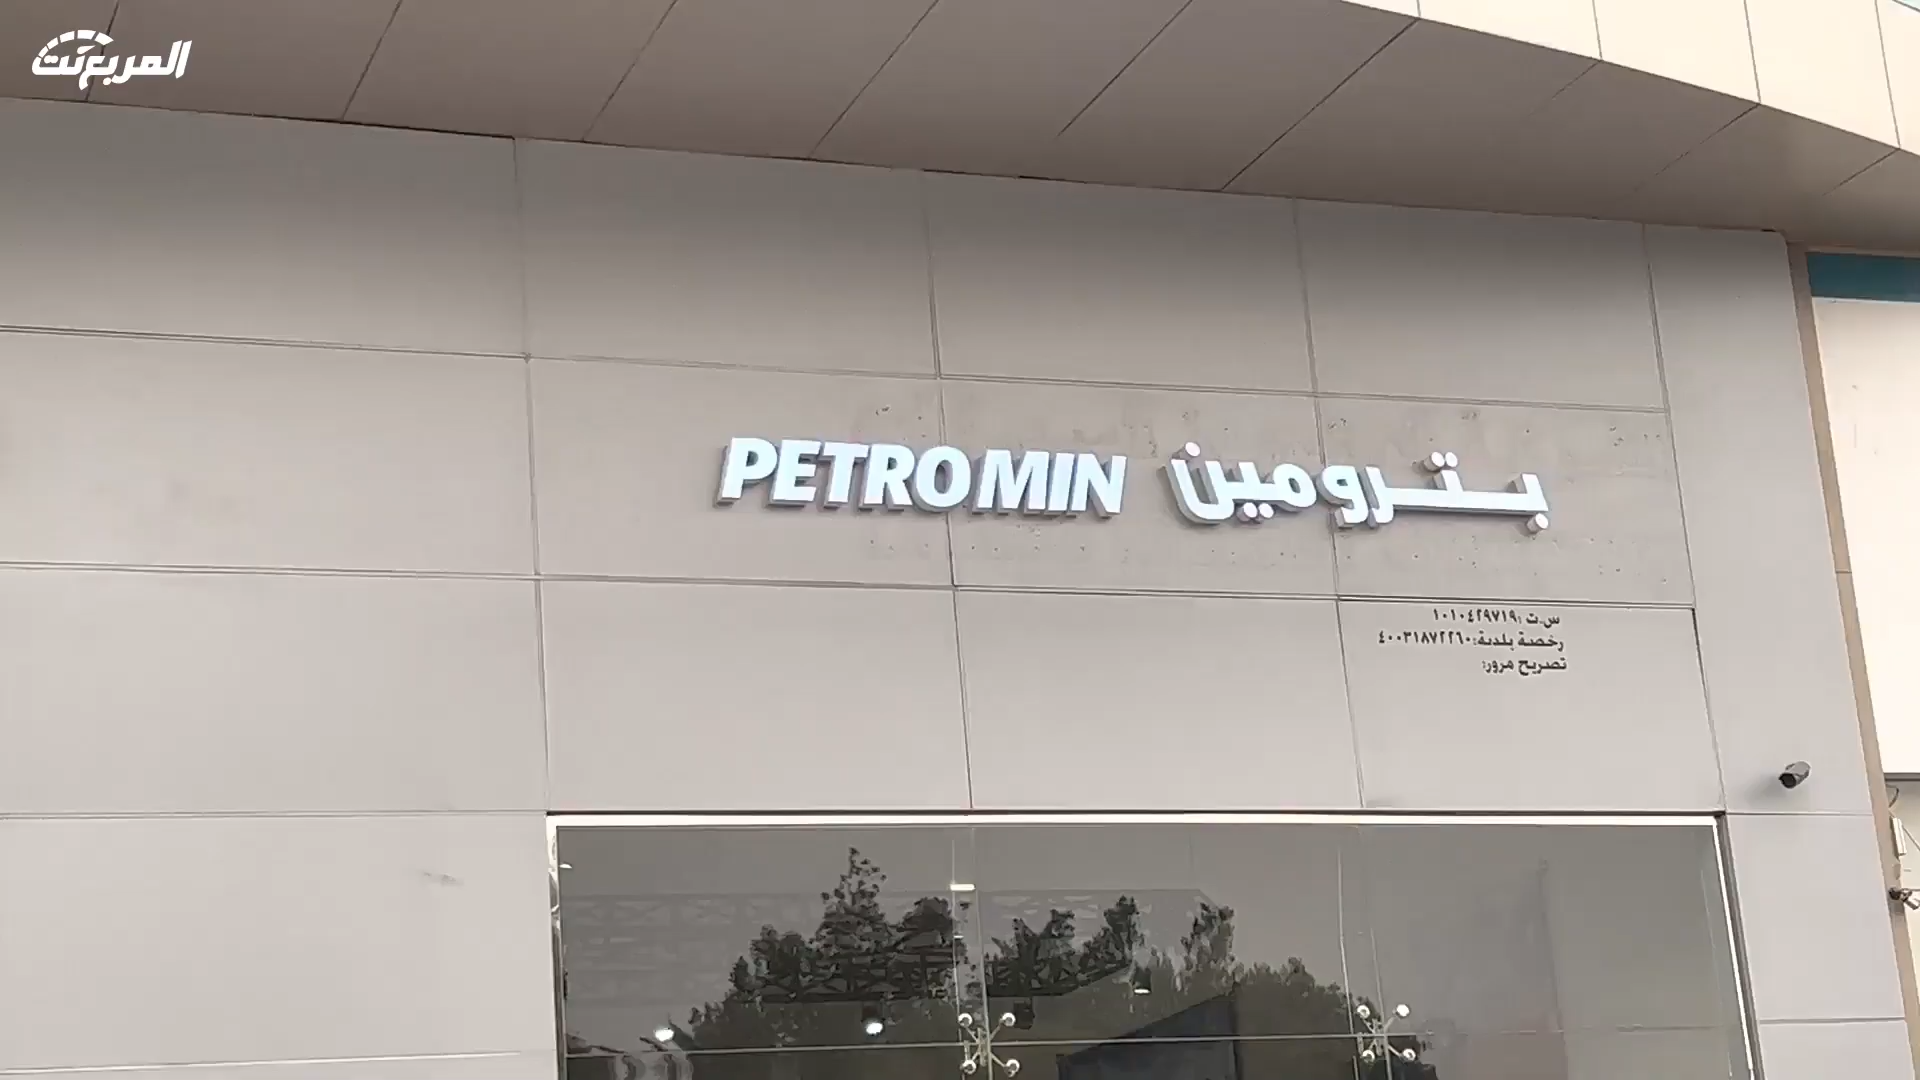 المربع نت
PETROMIN بترومين
س.ت :١٠١٠٤٢٩٧١٩
رخصة بلدية:٤٠٠٣١٨٧٢٢٦٠
تصريح مرور: